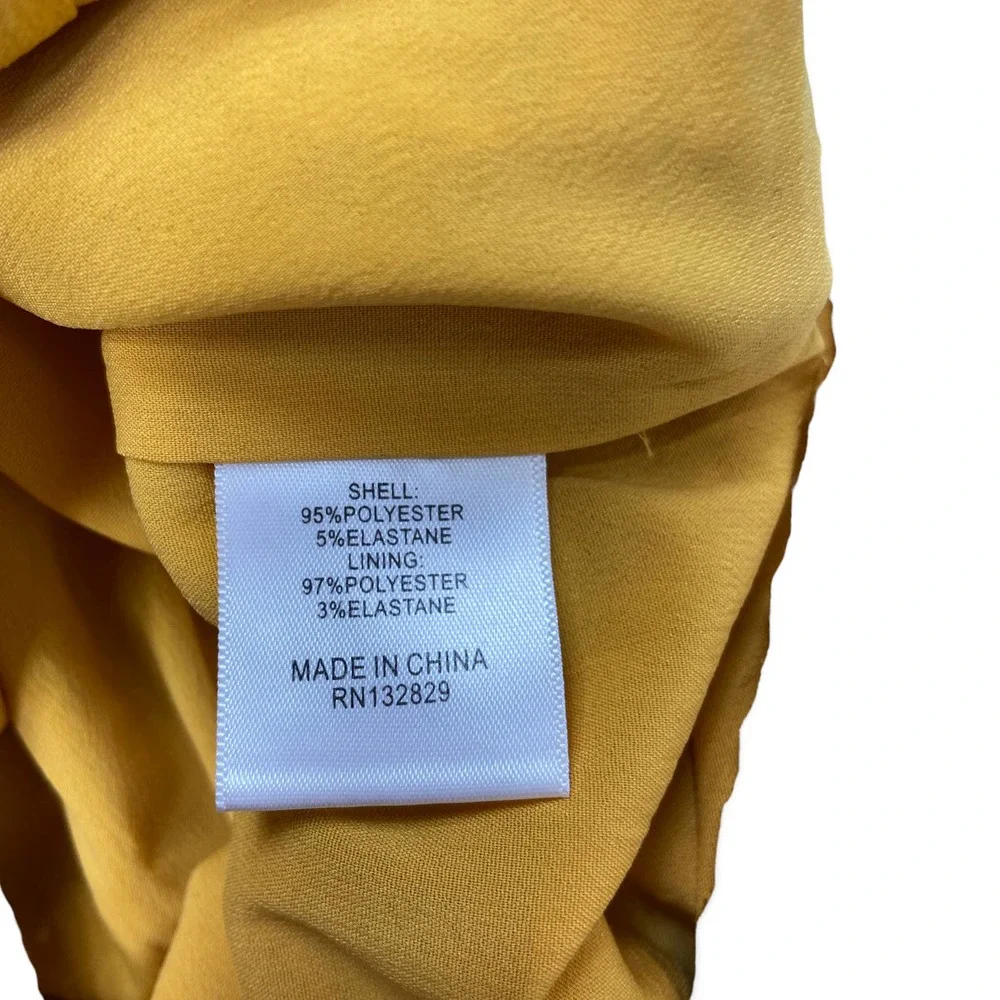 SHELL:
95%POLYESTER
5%ELASTANE
LINING:
97%POLYESTER
3%ELASTANE
MADE IN CHINA
RN132829